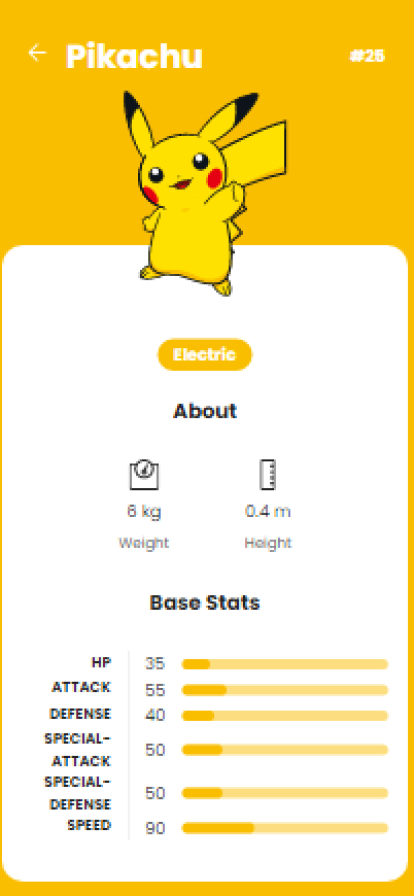 ← Pikachu #25
Electric
About
6 kg 0.4 m
Weight Height
Base Stats
HP 35
ATTACK 55
DEFENSE 40
SPECIAL-
ATTACK 50
SPECIAL-
DEFENSE 50
SPEED 90